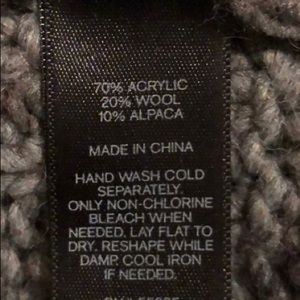 70% ACRYLIC
20% WOOL
10% ALPACA
MADE IN CHINA
HAND WASH COLD
SEPARATELY.
ONLY NON-CHLORINE
BLEACH WHEN
NEEDED. LAY FLAT TO
DRY. RESHAPE WHILE
DAMP. COOL IRON
IF NEEDED.